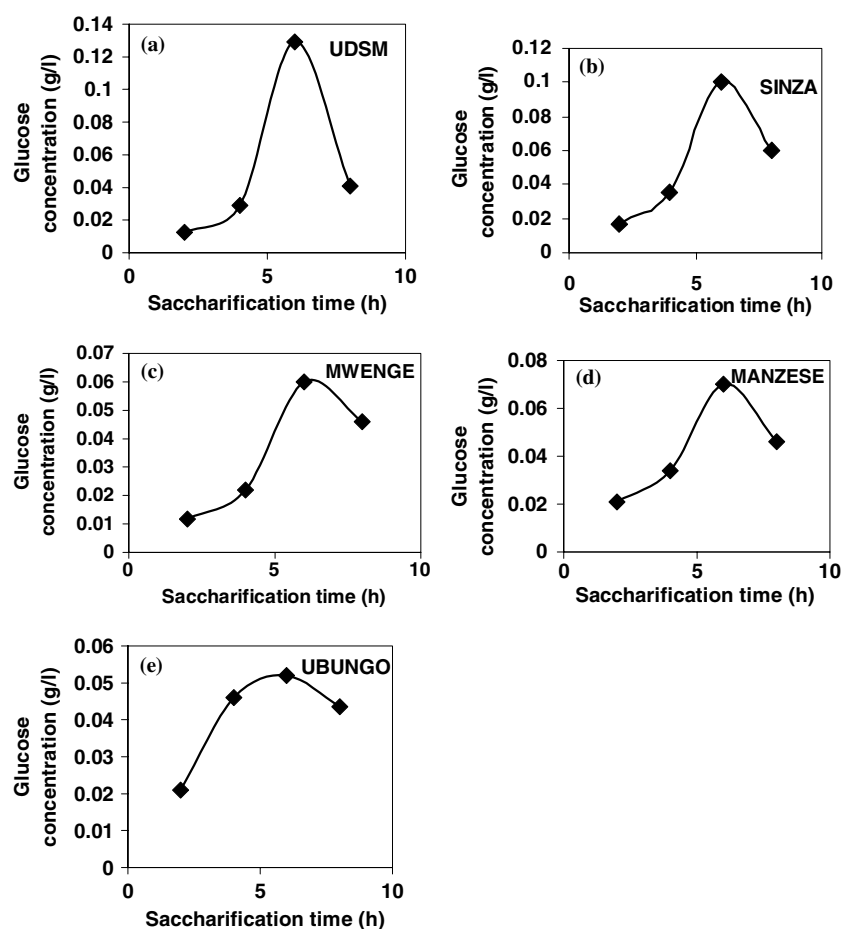 (a)
UDSM
Glucose
concentration (g/l)
0.14
0.12
0.1
0.08
0.06
0.04
0.02
0
0 5 10
Saccharification time (h)
(b)
SINZA
Glucose
concentration (g/l)
0.12
0.1
0.08
0.06
0.04
0.02
0
0 5 10
Saccharification time (h)
(c)
MWENGE
Glucose
concentration (g/l)
0.07
0.06
0.05
0.04
0.03
0.02
0.01
0
0 5 10
Saccharification time (h)
(d)
MANZESE
Glucose
concentration (g/l)
0.08
0.06
0.04
0.02
0
0 5 10
Saccharification time (h)
(e)
UBUNGO
Glucose
concentration (g/l)
0.06
0.05
0.04
0.03
0.02
0.01
0
0 5 10
Saccharification time (h)